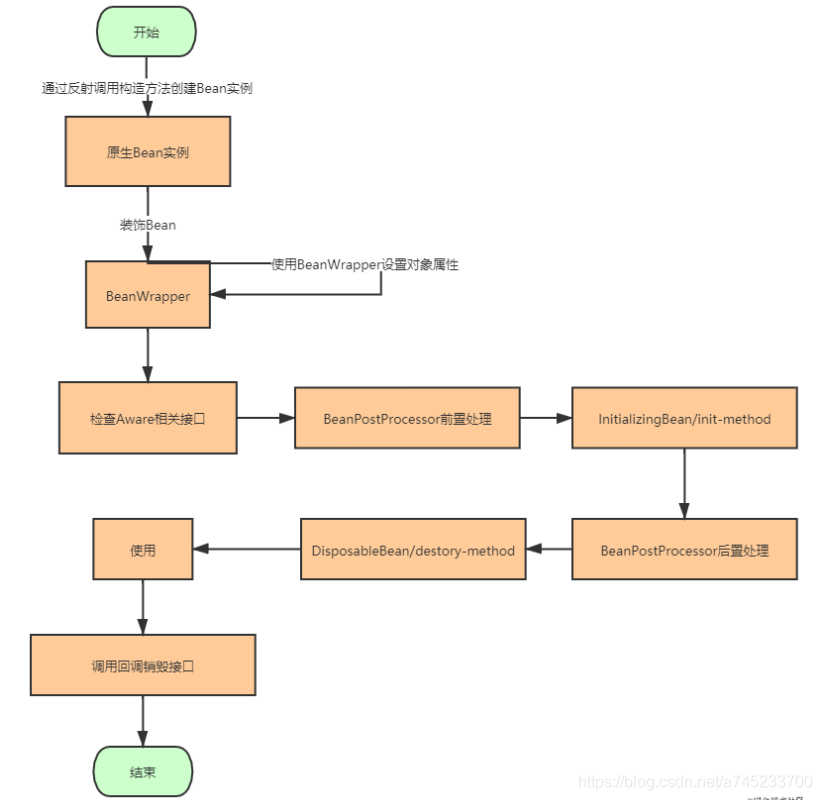 开始
通过反射调用构造方法创建Bean实例
原生Bean实例
装饰Bean
使用BeanWrapper设置对象属性
BeanWrapper
检查Aware相关接口
BeanPostProcessor前置处理
InitializingBean/init-method
BeanPostProcessor后置处理
DisposableBean/destory-method
使用
调用回调销毁接口
结束
https://blog.csdn.net/a745233700